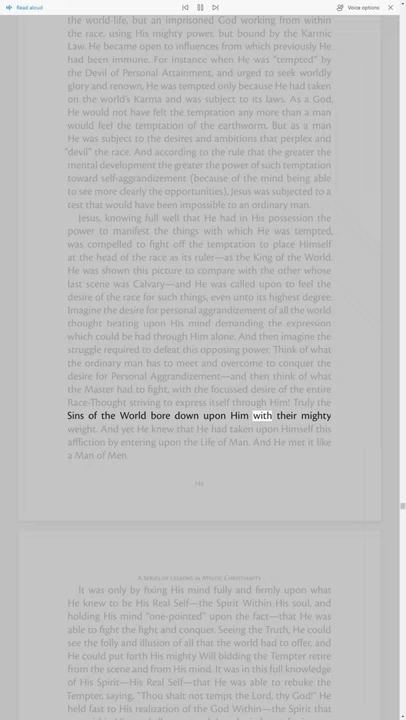 Read aloud
Voice options
the world-life, but an imprisoned God working from within
the race, using His mighty power, but bound by the Karmic
Law. He became open to influences from which previously He
had been immune. For instance when He was "tempted" by
the Devil of Personal Attainment, and urged to seek worldly
glory and renown, He was tempted only because He had taken
on the world's Karma and was subject to its laws. As a God,
He would not have felt the temptation any more than a man
would feel the temptation of the earthworm. But as a man
He was subject to the desires and ambitions that perplex and
"devil" the race. And according to the rule that the greater the
mental development the greater the power of such temptation
toward self-aggrandizement (because of the mind being able
to see more clearly the opportunities), Jesus was subjected to a
test that would have been impossible to an ordinary man.
Jesus, knowing full well that He had in His possession the
power to manifest the things with which He was tempted,
was compelled to fight off the temptation to place Himself
at the head of the race as its ruler—as the King of the World.
He was shown this picture to compare with the other whose
last scene was Calvary—and He was called upon to feel the
desire of the race for such things, even unto its highest degree.
Imagine the desire for personal aggrandizement of all the world
thought beating upon His mind demanding the expression
which could be had through Him alone. And then imagine the
struggle required to defeat this opposing power. Think of what
the ordinary man has to meet and overcome to conquer the
desire for Personal Aggrandizement—and then think of what
the Master had to fight, with the focussed desire of the entire
Race-Thought striving to express itself through Him! Truly the
Sins of the World bore down upon Him with their mighty
weight. And yet He knew that He had taken upon Himself this
affliction by entering upon the Life of Man. And He met it like
a Man of Men.
A Series of Lessons in Mystic Christianity
It was only by fixing His mind fully and firmly upon what
He knew to be His Real Self—the Spirit Within His soul, and
holding His mind "one-pointed" upon the fact—that He was
able to fight the fight and conquer. Seeing the Truth, He could
see the folly and illusion of all that the world had to offer, and
He could put forth His mighty Will bidding the Tempter retire
from the scene and from His mind. It was in this full knowledge
of His Spirit—His Real Self—that He was able to rebuke the
Tempter, saying, "Thou shalt not tempt the Lord, thy God!" He
held fast to His realization of the God Within—the Spirit that